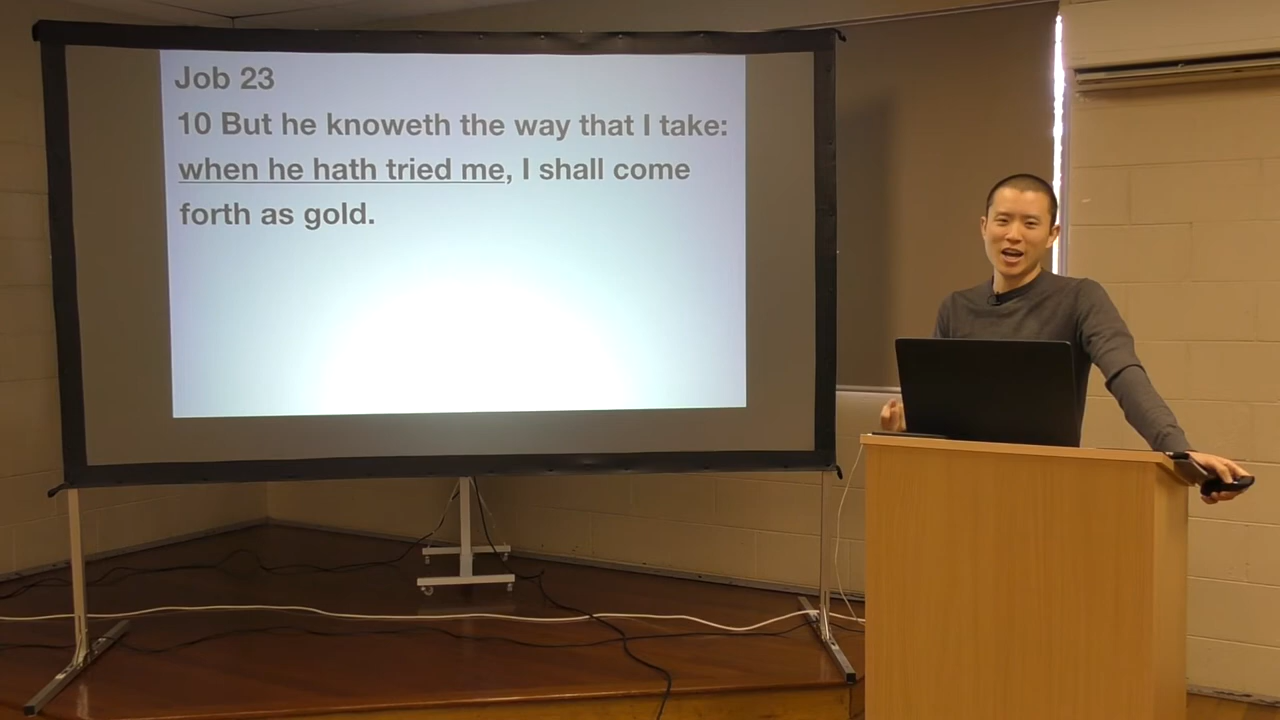 Job 23
10 But he knoweth the way that I take:
when he hath tried me, I shall come
forth as gold.